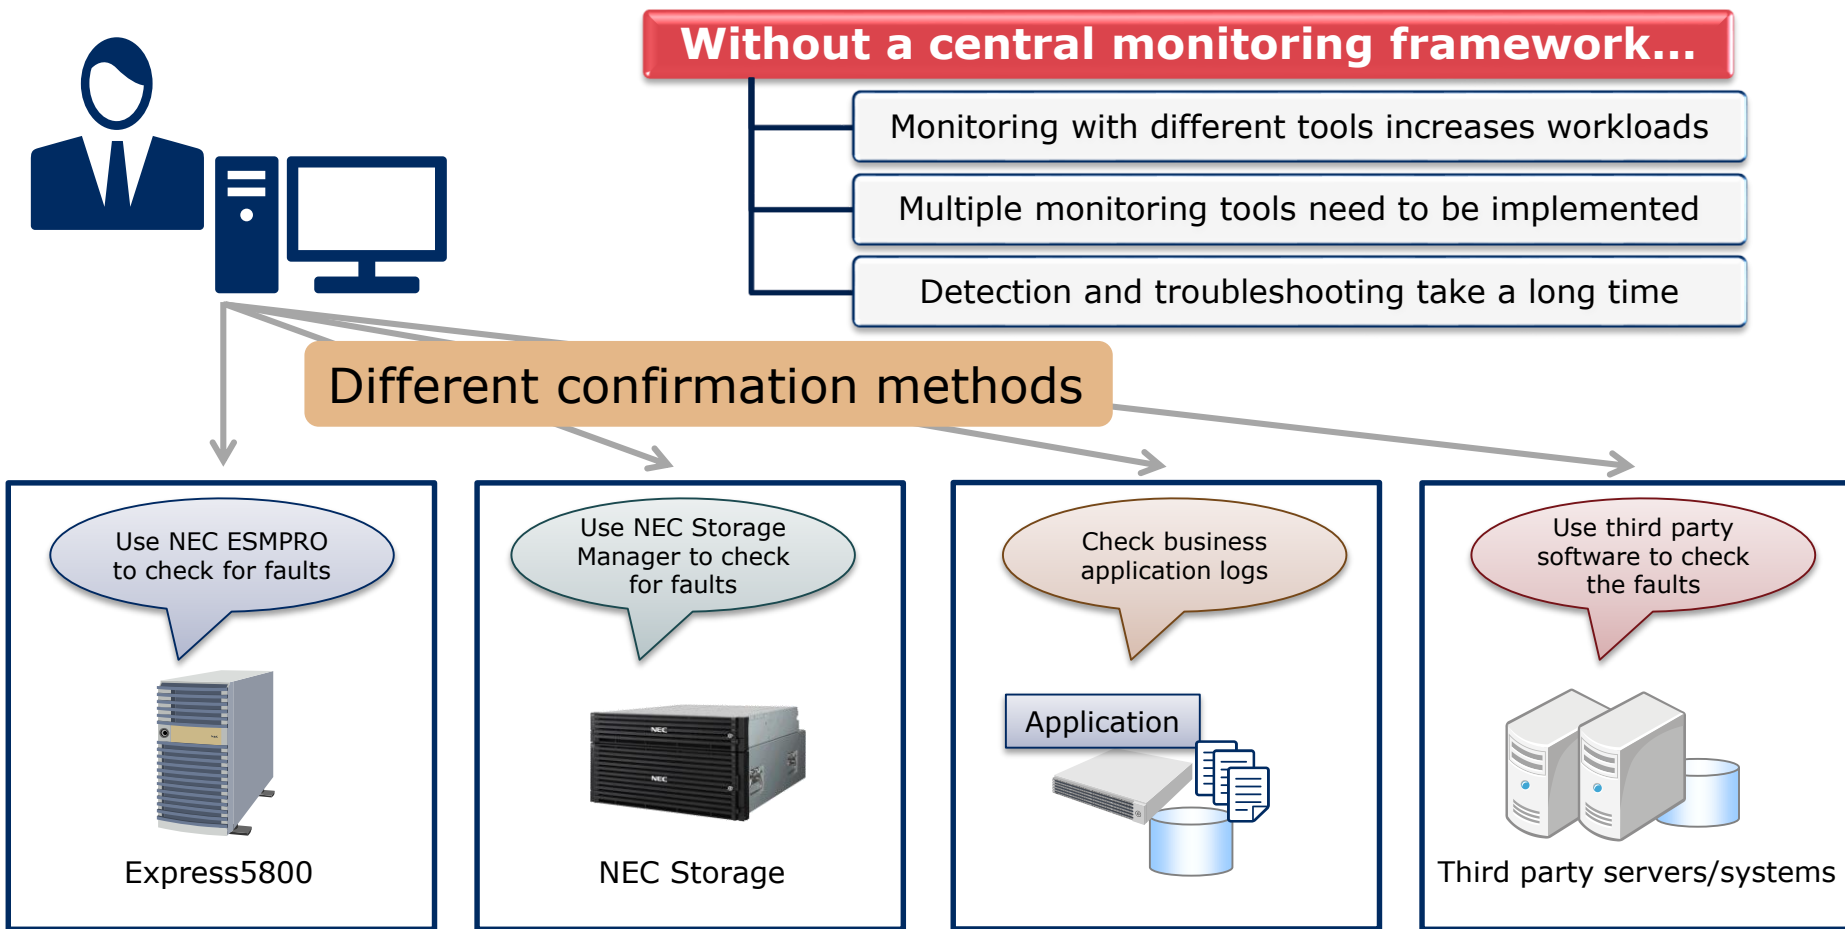 Without a central monitoring framework...
Monitoring with different tools increases workloads
Multiple monitoring tools need to be implemented
Detection and troubleshooting take a long time
Different confirmation methods
Use NEC ESMPRO
to check for faults
Use NEC Storage
Manager to check
for faults
Check business
application logs
Use third party
software to check
the faults
NEC
NEC
Application
Express5800
NEC Storage
Third party servers/systems